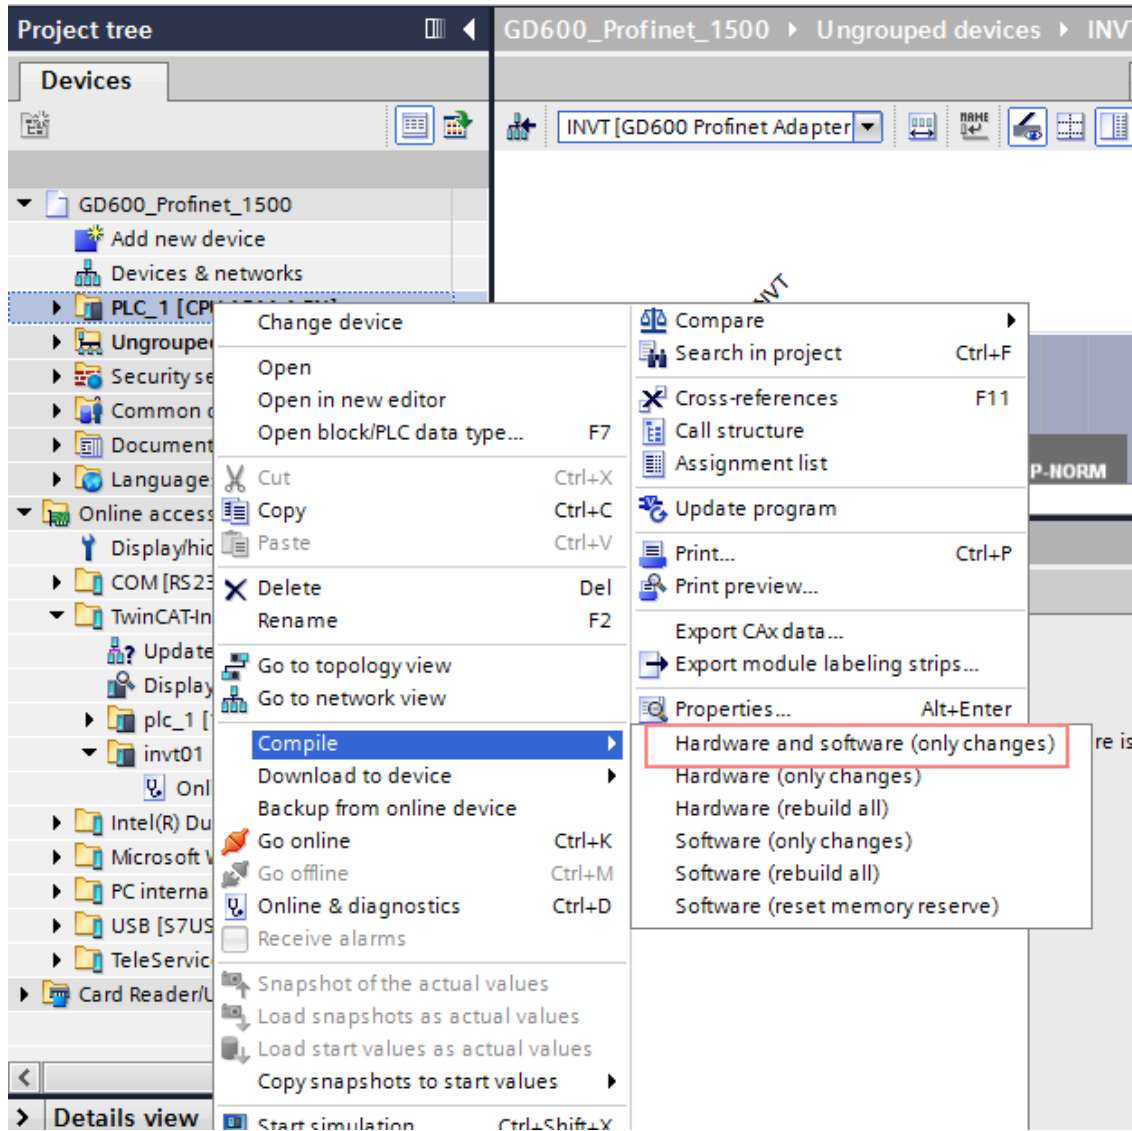 Project tree
GD600_Profinet_1500 Ungrouped devices INV
Devices
INVT [GD600 Profinet Adapter
NAME
GD600_Profinet_1500
Add new device
Devices & networks
INVT
PLC_1 [CP
Ungroupe
Security se
Common
Document
Language
Online access
Display/hid
COM [RS23
TwinCAT-In
Update
Display
plc_1 [
invt01
Onl
Intel(R) Du
Microsoft
PC interna
USB [S7US
TeleServic
Card Reader/U
Details view
Change device
Open
Open in new editor
Open block/PLC data type... F7
Cut Ctrl+X
Copy Ctrl+C
Paste Ctrl+V
Delete Del
Rename F2
Go to topology view
Go to network view
Compile
Download to device
Backup from online device
Go online Ctrl+K
Go offline Ctrl+M
Online & diagnostics Ctrl+D
Receive alarms
Snapshot of the actual values
Load snapshots as actual values
Load start values as actual values
Copy snapshots to start values
Start simulation Ctrl+Shift+X
Compare
Search in project Ctrl+F
Cross-references F11
Call structure
Assignment list
Update program
Print... Ctrl+P
Print preview...
Export CAx data...
Export module labeling strips...
Properties... Alt+Enter
Hardware and software (only changes)
Hardware (only changes)
Hardware (rebuild all)
Software (only changes)
Software (rebuild all)
Software (reset memory reserve)
P-NORM
re is